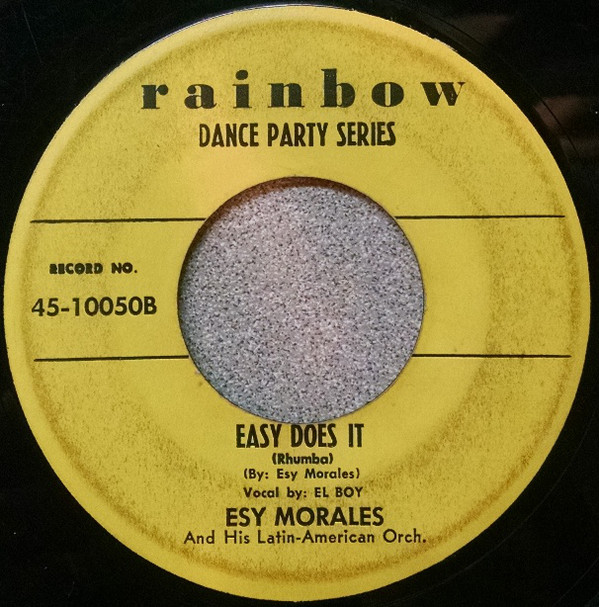 rainbow
DANCE PARTY SERIES
RECORD NO.
45-10050B
EASY DOES IT
(Rhumba)
(By: Esy Morales)
Vocal by: EL BOY
ESY MORALES
And His Latin-American Orch.